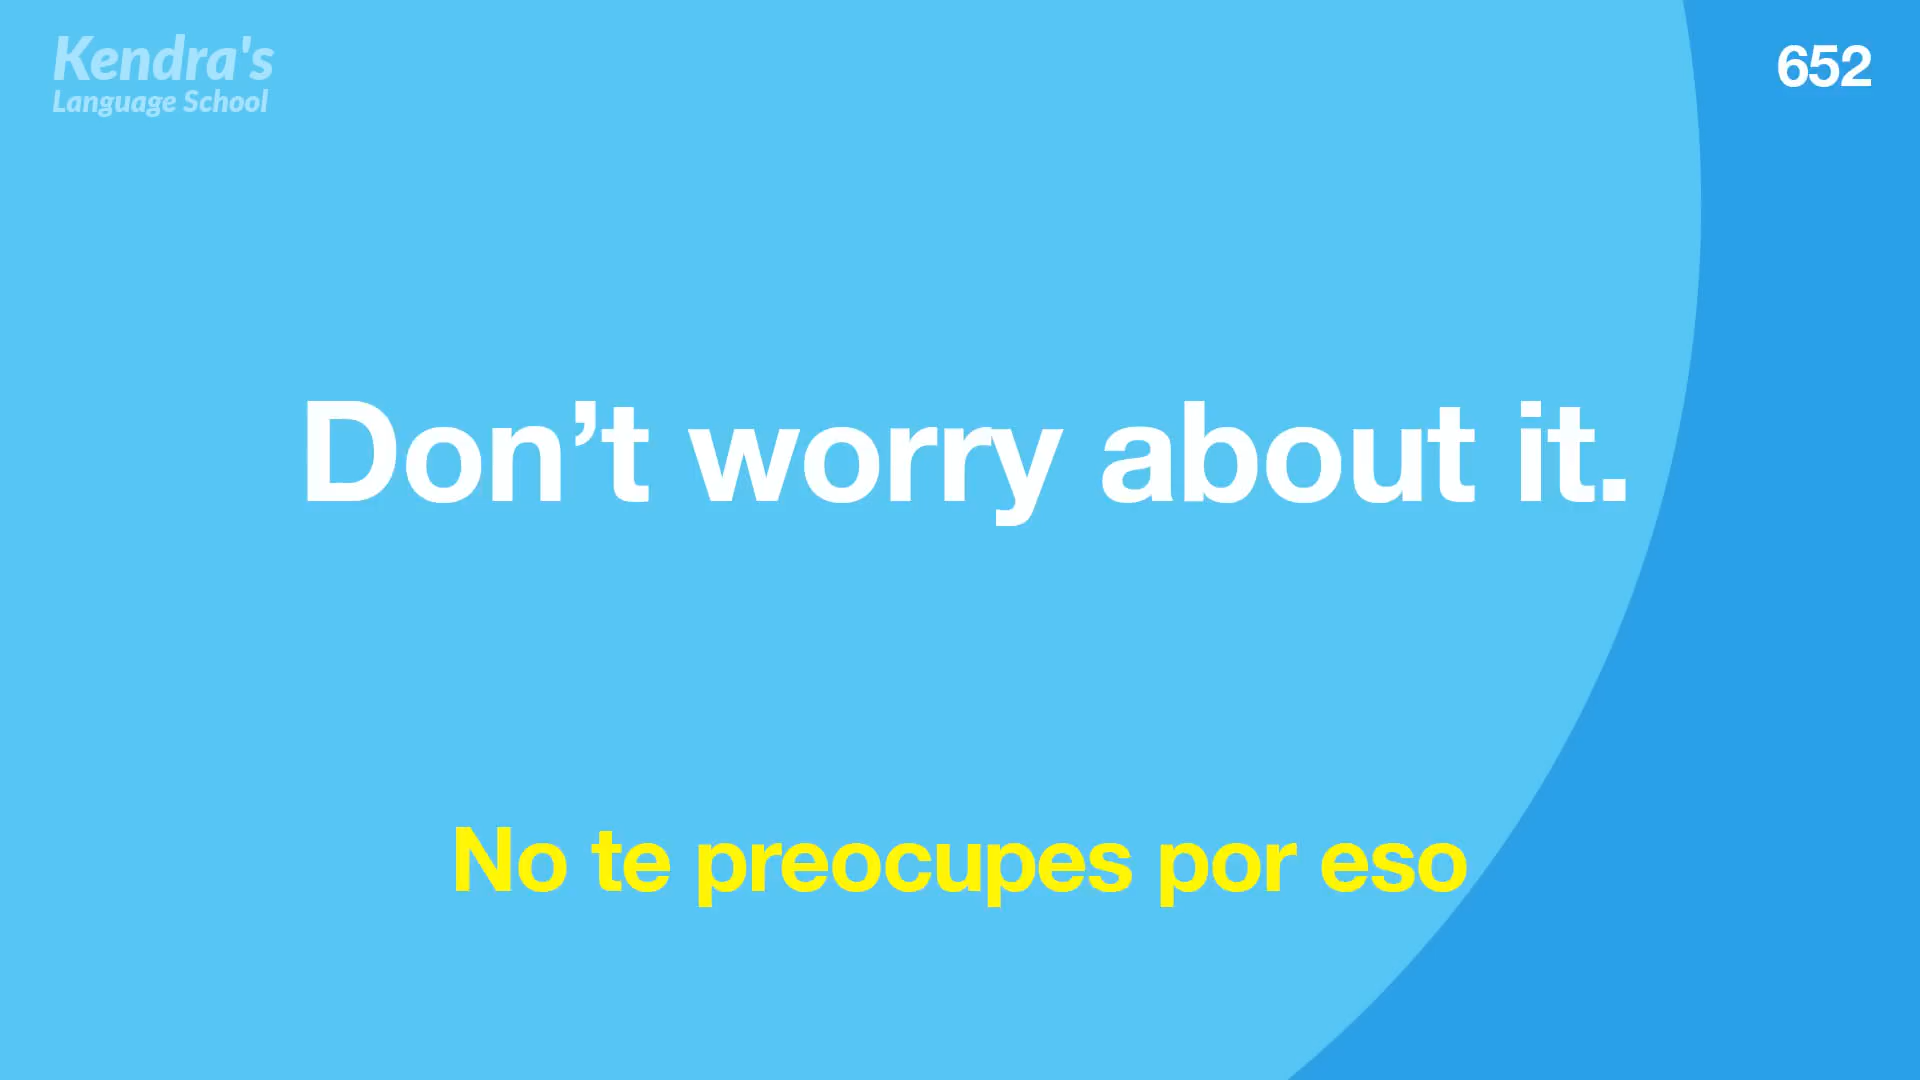 Kendra's
Language School
652
Don’t worry about it.
No te preocupes por eso